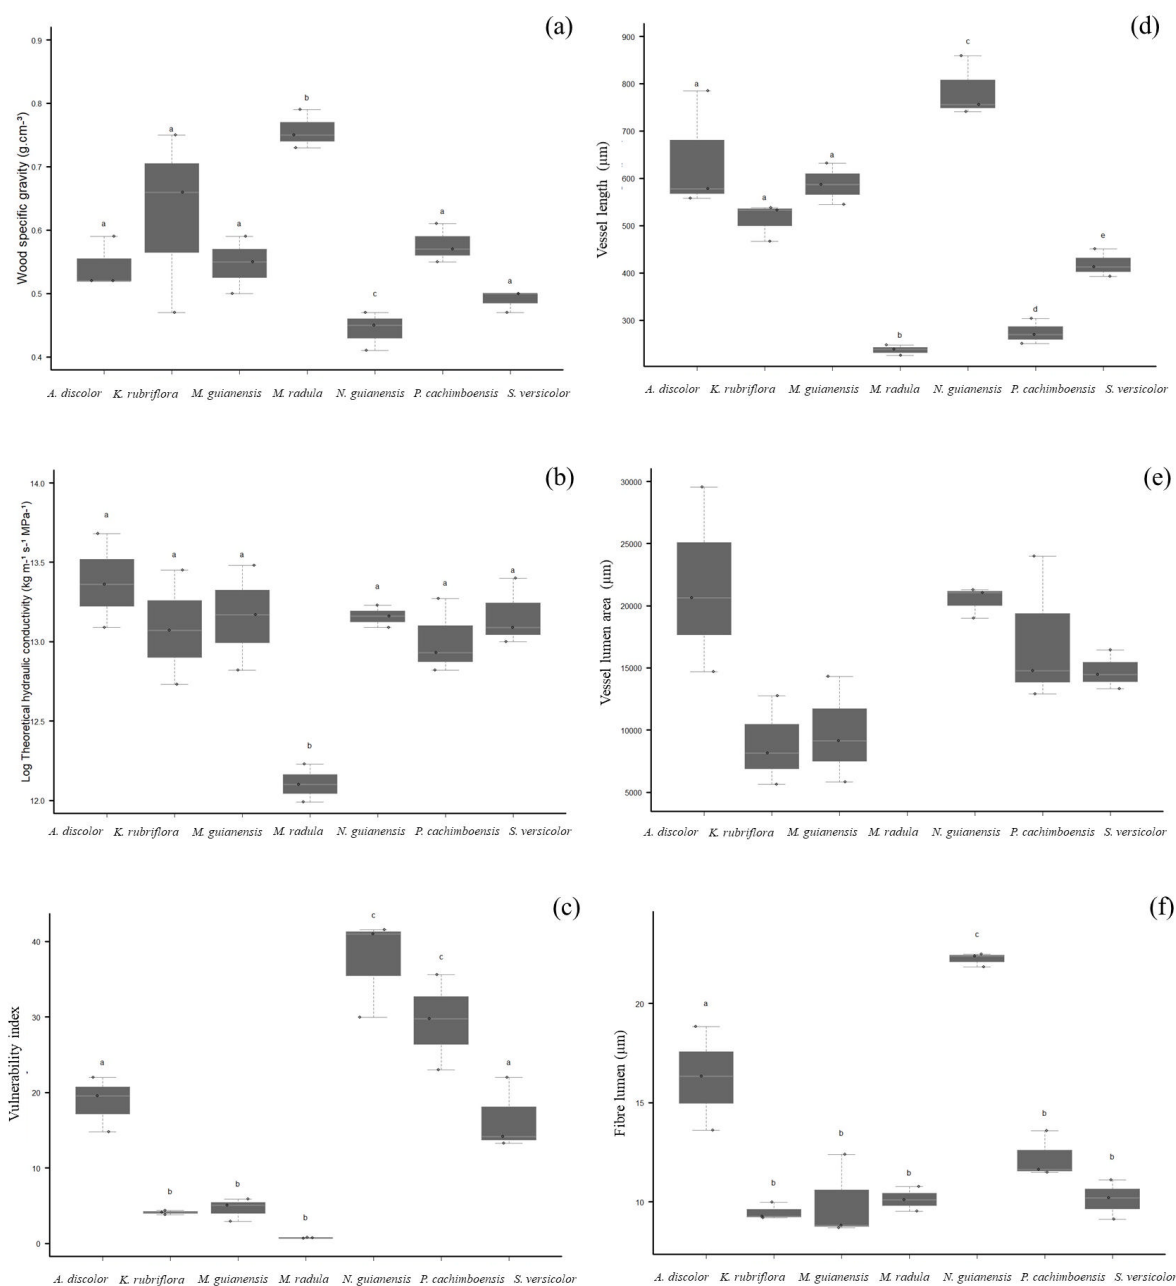 (a)
Wood specific gravity (g.cm-³)
0.9
0.8
0.7
0.6
0.5
0.4
a
a
a
b
c
a
a
A. discolor K. rubriflora M. guianensis M. radula N. guianensis P. cachimboensis S. versicolor
(d)
Vessel length (µm)
900
800
700
600
500
400
300
a
a
a
b
c
d
e
A. discolor K. rubriflora M. guianensis M. radula N. guianensis P. cachimboensis S. versicolor
(b)
Log Theoretical hydraulic conductivity (kg m-¹ s-¹ MPa-¹)
14.0
13.5
13.0
12.5
12.0
a
a
a
b
a
a
a
A. discolor K. rubriflora M. guianensis M. radula N. guianensis P. cachimboensis S. versicolor
(e)
Vessel lumen area (µm)
30000
25000
20000
15000
10000
5000
A. discolor K. rubriflora M. guianensis M. radula N. guianensis P. cachimboensis S. versicolor
(c)
Vulnerability index
40
30
20
10
0
a
b
b
b
c
c
a
A. discolor K. rubriflora M. guianensis M. radula N. guianensis P. cachimboensis S. versicolor
(f)
Fibre lumen (µm)
20
15
10
a
b
b
b
c
b
b
A. discolor K. rubriflora M. guianensis M. radula N. guianensis P. cachimboensis S. versicolor